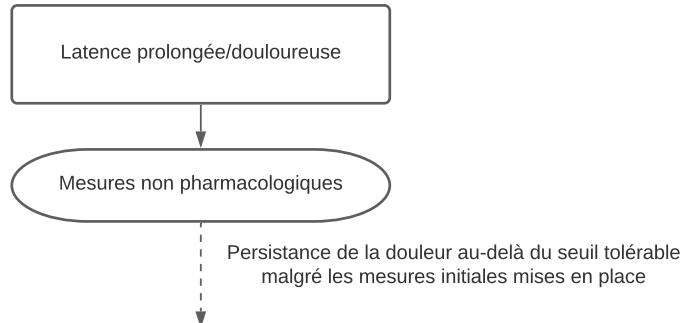 Latence prolongée/douloureuse
Mesures non pharmacologiques
Persistance de la douleur au-delà du seuil tolérable
malgré les mesures initiales mises en place